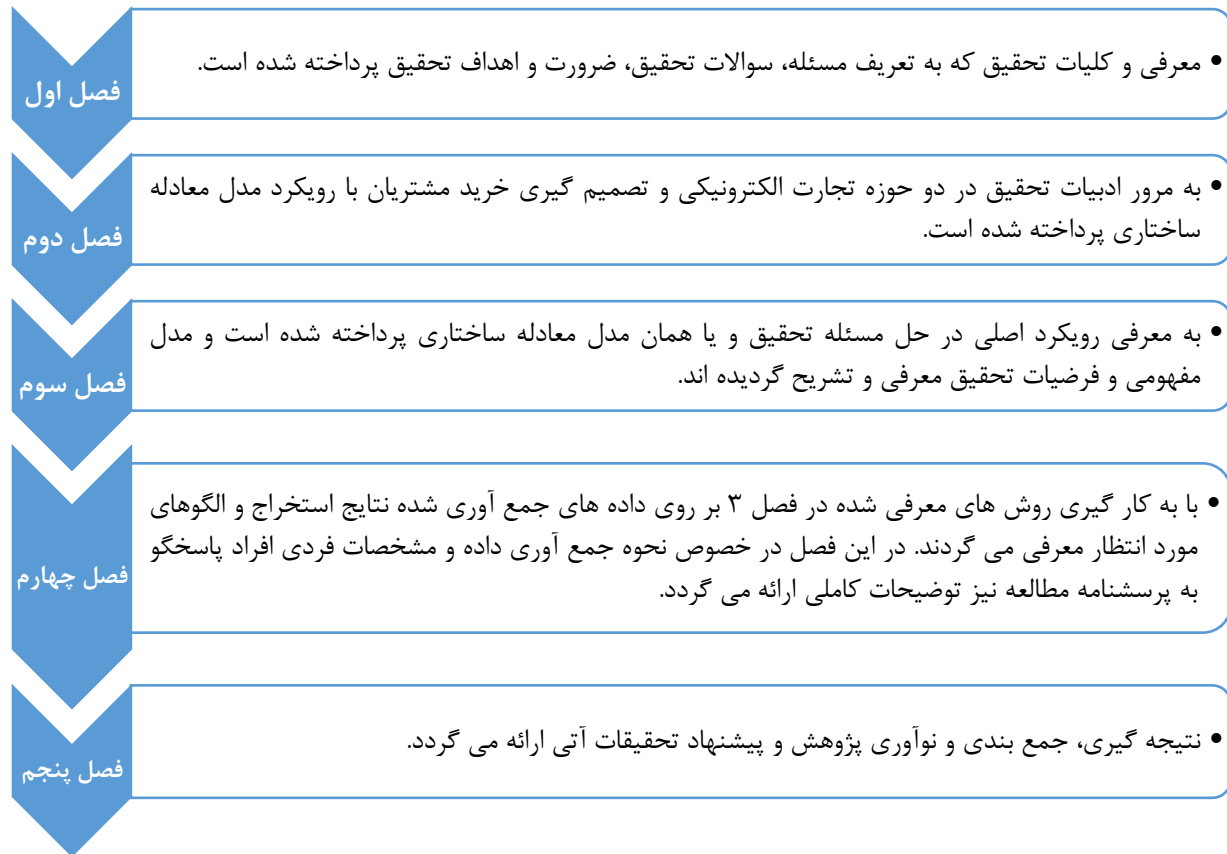 فصل اول
• معرفی و کلیات تحقیق که به تعریف مسئله، سوالات تحقیق، ضرورت و اهداف تحقیق پرداخته شده است.
فصل دوم
• به مرور ادبیات تحقیق در دو حوزه تجارت الکترونیکی و تصمیم گیری خرید مشتریان با رویکرد مدل معادله
ساختاری پرداخته شده است.
فصل سوم
• به معرفی رویکرد اصلی در حل مسئله تحقیق و یا همان مدل معادله ساختاری پرداخته شده است و مدل
مفهومی و فرضیات تحقیق معرفی و تشریح گردیده اند.
فصل چهارم
• با به کار گیری روش های معرفی شده در فصل ۳ بر روی داده های جمع آوری شده نتایج استخراج و الگوهای
مورد انتظار معرفی می گردند. در این فصل در خصوص نحوه جمع آوری داده و مشخصات فردی افراد پاسخگو
به پرسشنامه مطالعه نیز توضیحات کاملی ارائه می گردد.
فصل پنجم
• نتیجه گیری، جمع بندی و نوآوری پژوهش و پیشنهاد تحقیقات آتی ارائه می گردد.